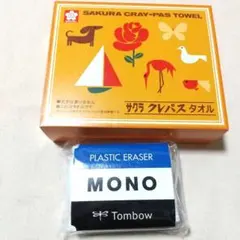 SAKURA CRAY-PAS TOWEL
サクラ
クレパス タオル
PLASTIC ERASER
MONO
Tombow